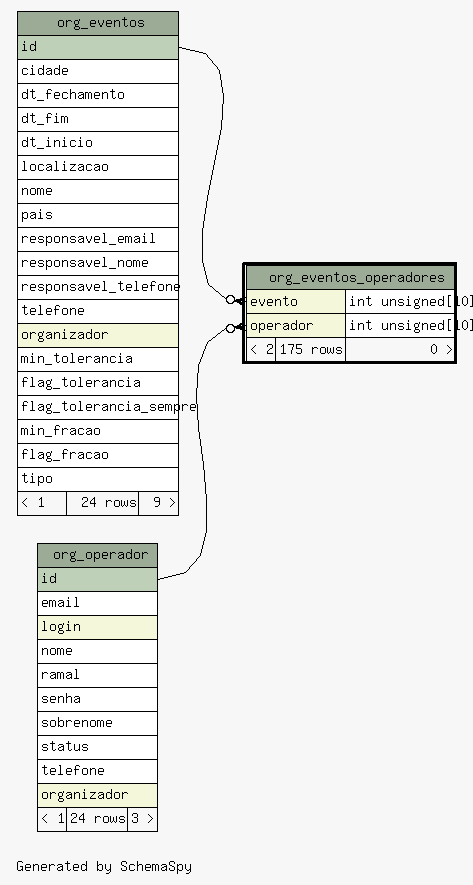 org_eventos
id
cidade
dt_fechamento
dt_fim
dt_inicio
localizacao
nome
pais
responsavel_email
responsavel_nome
responsavel_telefone
telefone
organizador
min_tolerancia
flag_tolerancia
flag_tolerancia_sempre
min_fracao
flag_fracao
tipo
< 1 24 rows 9 >
org_eventos_operadores
evento int unsigned[10]
operador int unsigned[10]
< 2 175 rows 0 >
org_operador
id
email
login
nome
ramal
senha
sobrenome
status
telefone
organizador
< 1 24 rows 3 >
Generated by SchemaSpy